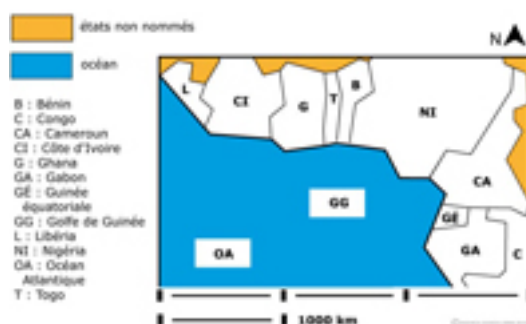 états non nommés
océan
B : Bénin
C : Congo
CA : Cameroun
CI : Côte d'Ivoire
G : Ghana
GA : Gabon
GÉ : Guinée
équatoriale
GG : Golfe de Guinée
L : Libéria
NI : Nigéria
OA : Océan
Atlantique
T : Togo
N
L
CI
G
T
B
NI
CA
GG
GÉ
GA
C
OA
1000 km